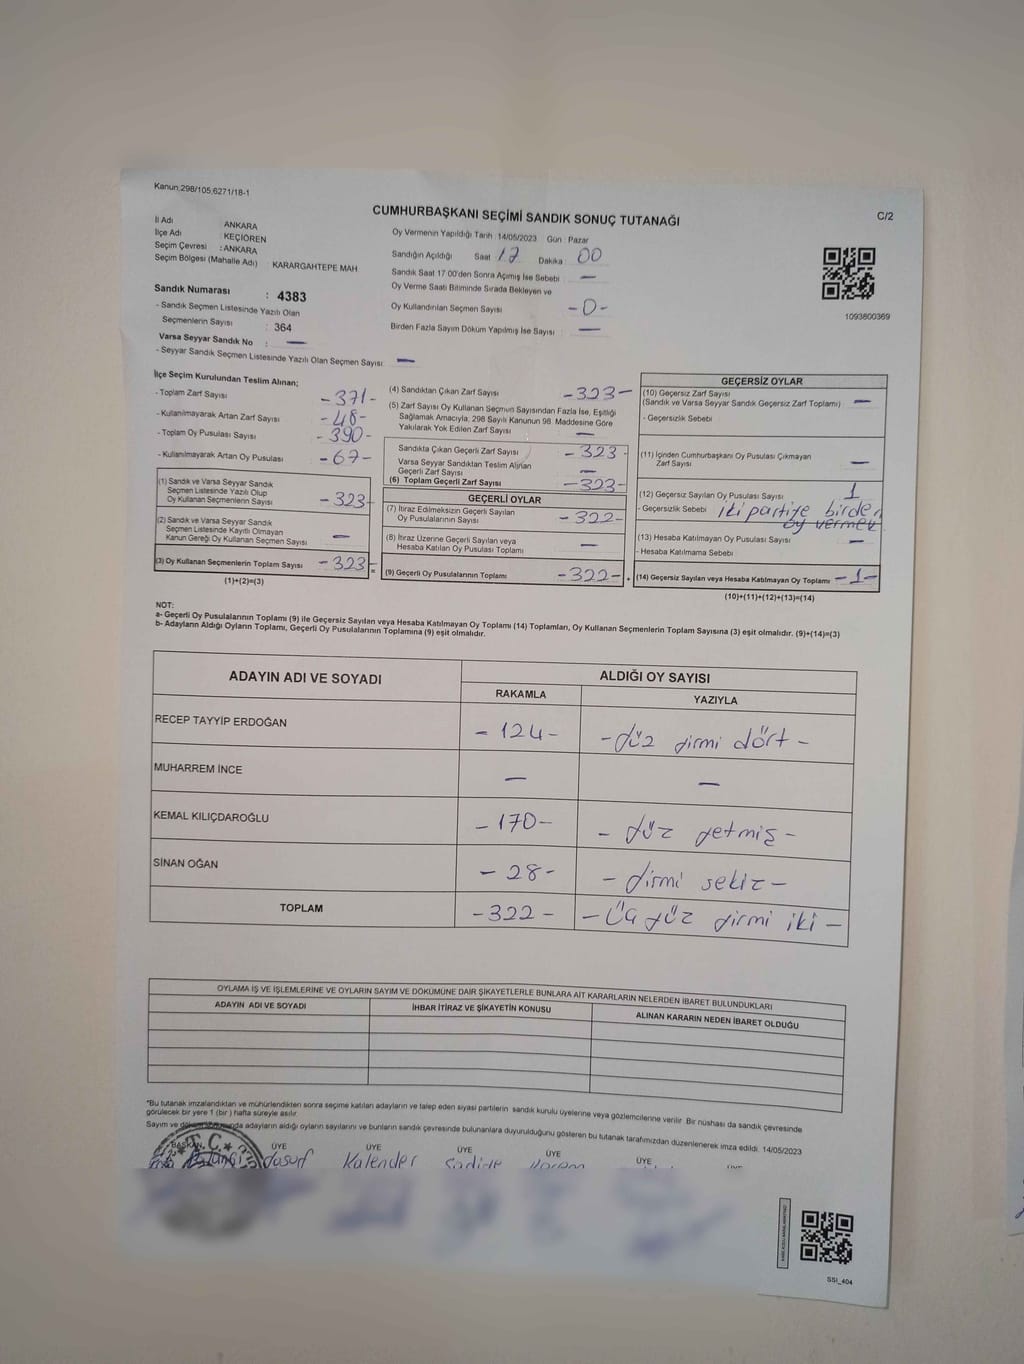 Kanun:298/105,6271/18-1
C/2
CUMHURBAŞKANI SEÇİMİ SANDIK SONUÇ TUTANAĞI
İl Adı ANKARA
İlçe Adı : KEÇİÖREN
Seçim Çevresi : ANKARA
Seçim Bölgesi (Mahalle Adı) : KARARGAHTEPE MAH.
Oy Vermenin Yapıldığı Tarih 14/05/2023 Gün Pazar
Sandığın Açıldığı Saat 17 Dakika 00
Sandık Saat 17 00'den Sonra Açımış İse Sebebi —
Oy Verme Saati Bitiminde Sırada Bekleyen ve
Oy Kullandırılan Seçmen Sayısı -0-
Birden Fazla Sayım Döküm Yapılmış İse Sayısı —
1093800369
Sandık Numarası : 4383
- Sandık Seçmen Listesinde Yazılı Olan
Seçmenlerin Sayısı : 364
Varsa Seyyar Sandık No : —
- Seyyar Sandık Seçmen Listesinde Yazılı Olan Seçmen Sayısı —
İlçe Seçim Kurulundan Teslim Alınan;
- Toplam Zarf Sayısı -371-
- Kullanılmayarak Artan Zarf Sayısı -48-
- Toplam Oy Pusulası Sayısı -390-
- Kullanılmayarak Artan Oy Pusulası -67-
(1) Sandık ve Varsa Seyyar Sandık
Seçmen Listesinde Yazılı Olup
Oy Kullanan Seçmenlerin Sayısı -323-
(2) Sandık ve Varsa Seyyar Sandık
Seçmen Listesinde Kayıtlı Olmayan
Kanun Gereği Oy Kullanan Seçmen Sayısı —
(3) Oy Kullanan Seçmenlerin Toplam Sayısı -323- =
(1)+(2)=(3)
(4) Sandıktan Çıkan Zarf Sayısı -323-
(5) Zarf Sayısı Oy Kullanan Seçmen Sayısından Fazla İse, Eşitliği
Sağlamak Amacıyla, 298 Sayılı Kanunun 98. Maddesine Göre
Yakılarak Yok Edilen Zarf Sayısı —
Sandıkta Çıkan Geçerli Zarf Sayısı -323-
Varsa Seyyar Sandıktan Teslim Alınan
Geçerli Zarf Sayısı —
(6) Toplam Geçerli Zarf Sayısı -323-
GEÇERLİ OYLAR
(7) İtiraz Edilmeksizin Geçerli Sayılan
Oy Pusulalarının Sayısı -322-
(8) İtiraz Üzerine Geçerli Sayılan veya
Hesaba Katılan Oy Pusulası Toplamı —
(9) Geçerli Oy Pusulalarının Toplamı -322- +
GEÇERSİZ OYLAR
(10) Geçersiz Zarf Sayısı
(Sandık ve Varsa Seyyar Sandık Geçersiz Zarf Toplamı) —
- Geçersizlik Sebebi
(11) İçinden Cumhurbaşkanı Oy Pusulası Çıkmayan
Zarf Sayısı —
(12) Geçersiz Sayılan Oy Pusulası Sayısı 1
- Geçersizlik Sebebi iki partiye birden
oy vermek
(13) Hesaba Katılmayan Oy Pusulası Sayısı —
- Hesaba Katılmama Sebebi
(14) Geçersiz Sayılan veya Hesaba Katılmayan Oy Toplamı -1-
(10)+(11)+(12)+(13)=(14)
NOT:
a- Geçerli Oy Pusulalarının Toplamı (9) ile Geçersiz Sayılan veya Hesaba Katılmayan Oy Toplamı (14) Toplamları, Oy Kullanan Seçmenlerin Toplam Sayısına (3) eşit olmalıdır. (9)+(14)=(3)
b- Adayların Aldığı Oyların Toplamı, Geçerli Oy Pusulalarının Toplamına (9) eşit olmalıdır.
ADAYIN ADI VE SOYADI ALDIĞI OY SAYISI
RAKAMLA YAZIYLA
RECEP TAYYİP ERDOĞAN -124- -yüz yirmi dört-
MUHARREM İNCE — —
KEMAL KILIÇDAROĞLU -170- -yüz yetmiş-
SİNAN OĞAN -28- -yirmi sekiz-
TOPLAM -322- -Üçyüz yirmi iki-
OYLAMA İŞ VE İŞLEMLERİNE VE OYLARIN SAYIM VE DÖKÜMÜNE DAİR ŞİKAYETLERLE BUNLARA AİT KARARLARIN NELERDEN İBARET BULUNDUKLARI
ADAYIN ADI VE SOYADI İHBAR İTİRAZ VE ŞİKAYETİN KONUSU ALINAN KARARIN NEDEN İBARET OLDUĞU
*Bu tutanak imzalandıktan ve mühürlendikten sonra seçime katılan adayların ve talep eden siyasi partilerin sandık kurulu üyelerine veya gözlemcilerine verilir. Bir nüshası da sandık çevresinde
görülecek bir yere 1 (bir) hafta süreyle asılır.
Sayım ve adayların aldığı oyların sayılarını ve bunların sandık çevresinde bulunanlara duyurulduğunu gösteren bu tutanak tarafımızdan düzenlenerek imza edildi. 14/05/2023
BAŞKAN ÜYE ÜYE ÜYE ÜYE ÜYE
T.C.
Yusuf Kalender
SSI_404